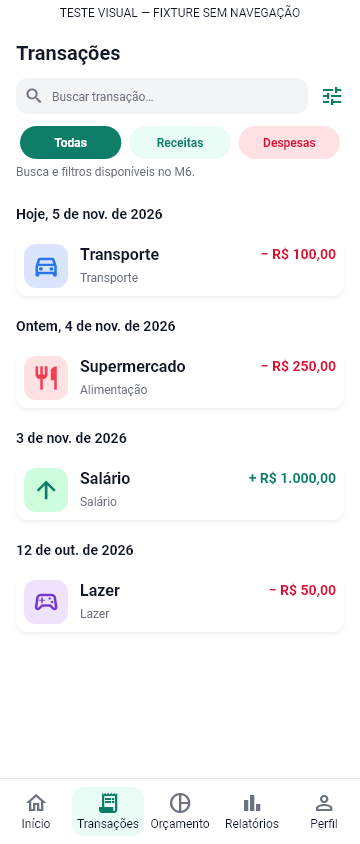 TESTE VISUAL — FIXTURE SEM NAVEGAÇÃO
Transações
Buscar transação…
Todas
Receitas
Despesas
Busca e filtros disponíveis no M6.
Hoje, 5 de nov. de 2026
Transporte
− R$ 100,00
Transporte
Ontem, 4 de nov. de 2026
Supermercado
− R$ 250,00
Alimentação
3 de nov. de 2026
Salário
+ R$ 1.000,00
Salário
12 de out. de 2026
Lazer
− R$ 50,00
Lazer
Início
Transações
Orçamento
Relatórios
Perfil